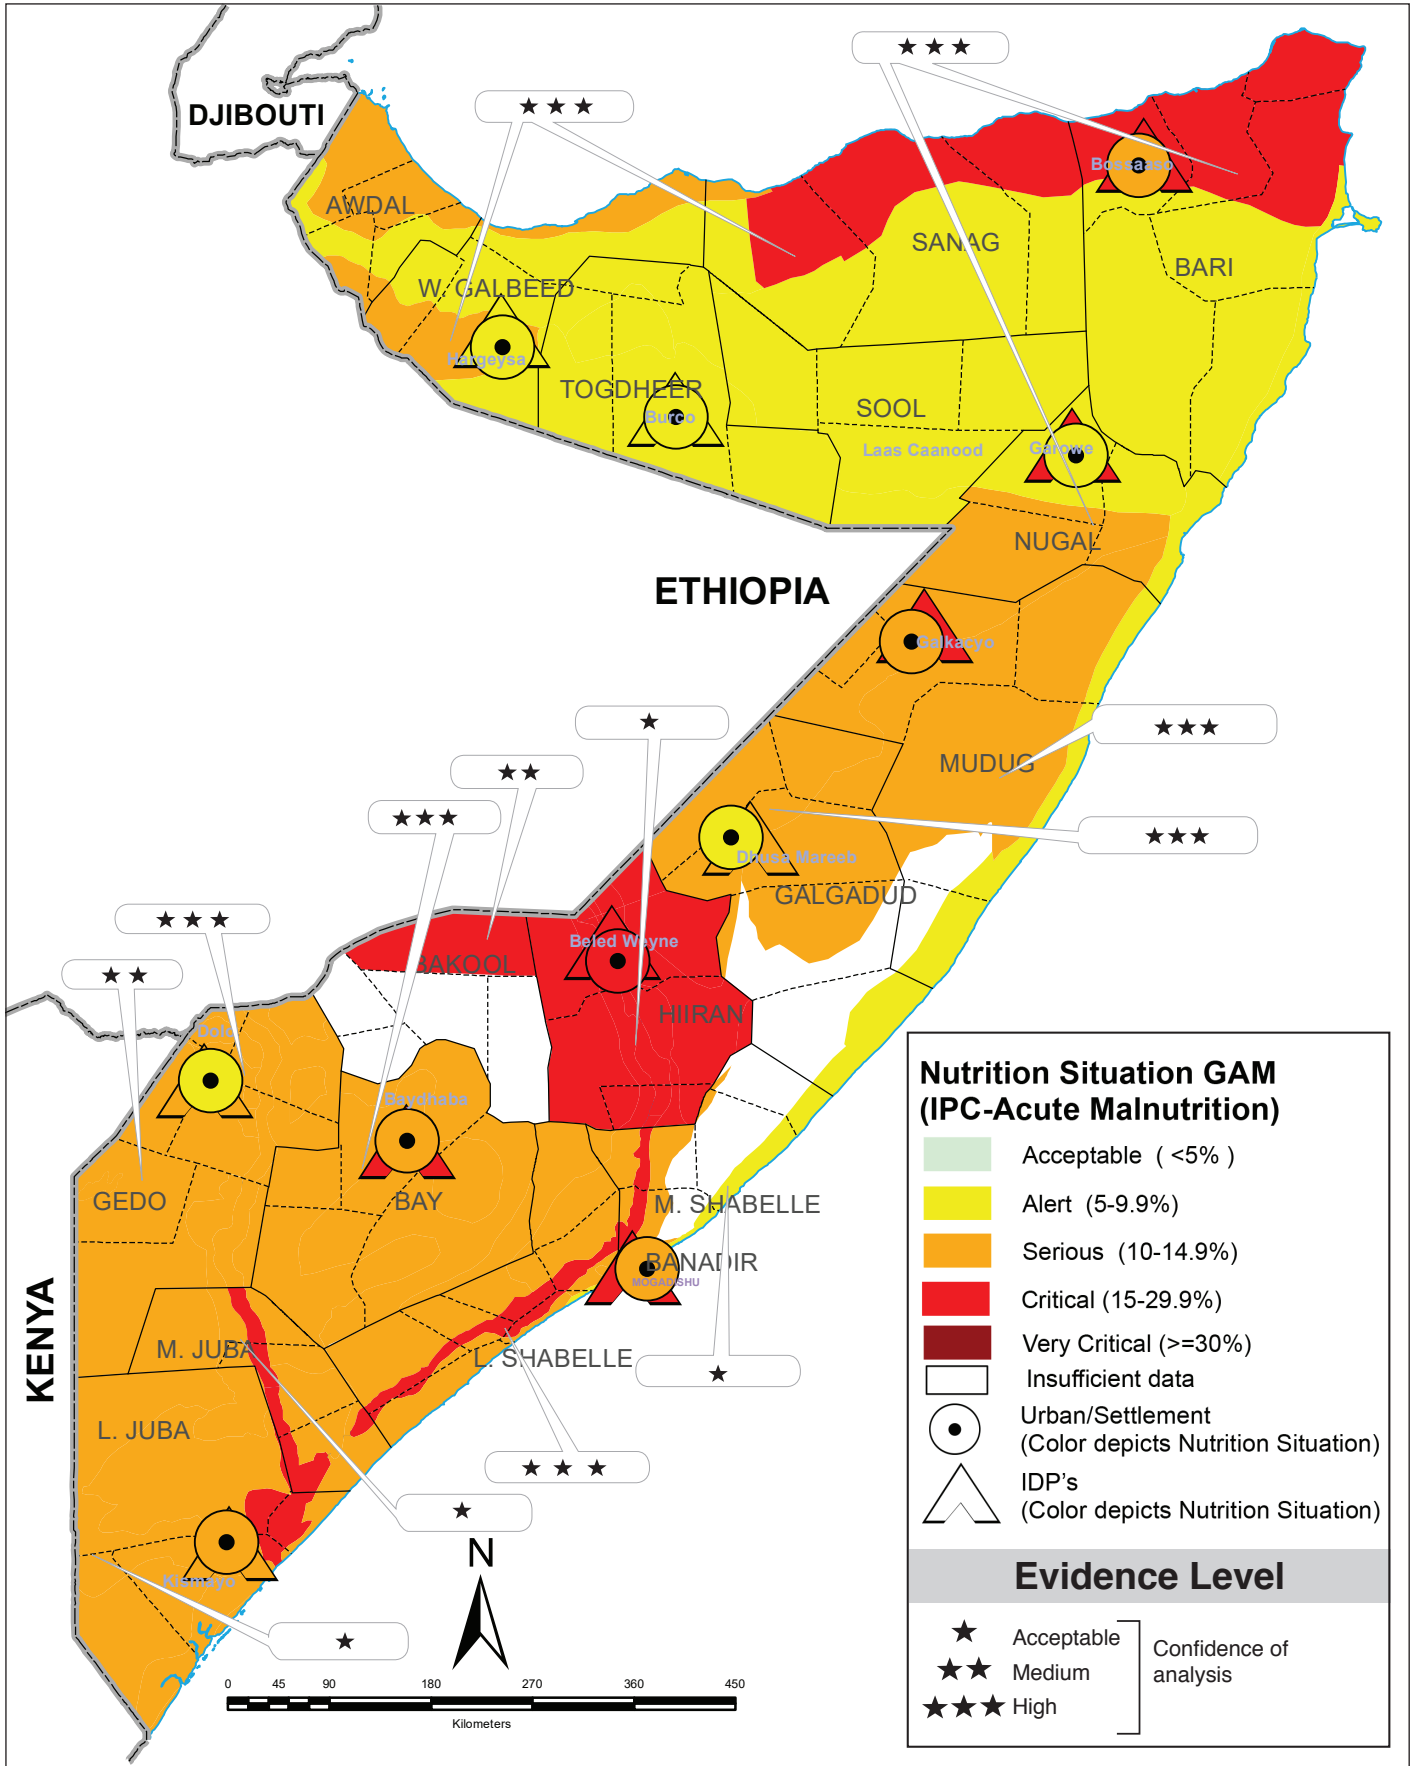 DJIBOUTI
Bossaaso
AWDAL
SANAG
BARI
W. GALBEED
Hargeysa
TOGDHEER
Burco
SOOL
Laas Caanood
Garowe
NUGAL
ETHIOPIA
Galkacyo
MUDUG
Dhusa Mareeb
GALGADUD
Beled Weyne
BAKOOL
HIIRAN
Dolo
Baydhaba
GEDO
BAY
M. SHABELLE
BANADIR
MOGADISHU
KENYA
M. JUBA
L. SHABELLE
L. JUBA
Kismayo
N
0 45 90 180 270 360 450
Kilometers
Nutrition Situation GAM
(IPC-Acute Malnutrition)
Acceptable ( <5% )
Alert (5-9.9%)
Serious (10-14.9%)
Critical (15-29.9%)
Very Critical (>=30%)
Insufficient data
Urban/Settlement
(Color depicts Nutrition Situation)
IDP's
(Color depicts Nutrition Situation)
Evidence Level
Acceptable
Medium
High
Confidence of
analysis